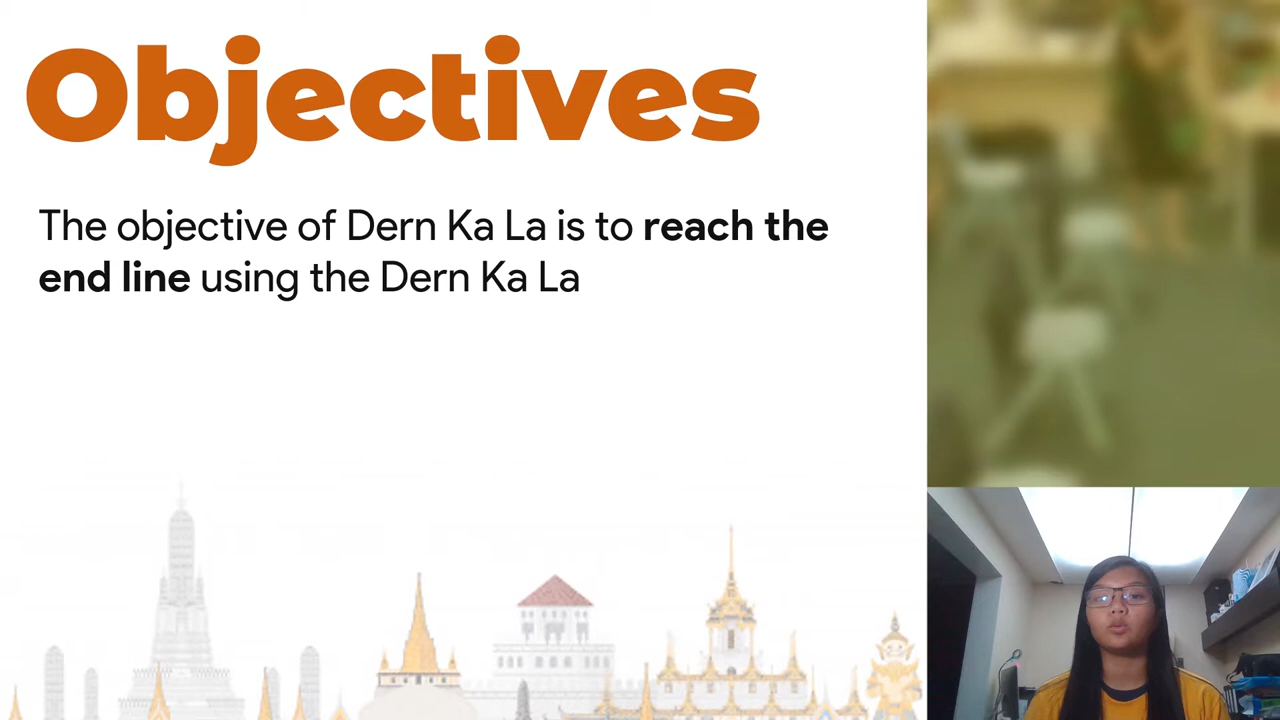 Objectives
The objective of Dern Ka La is to reach the
end line using the Dern Ka La